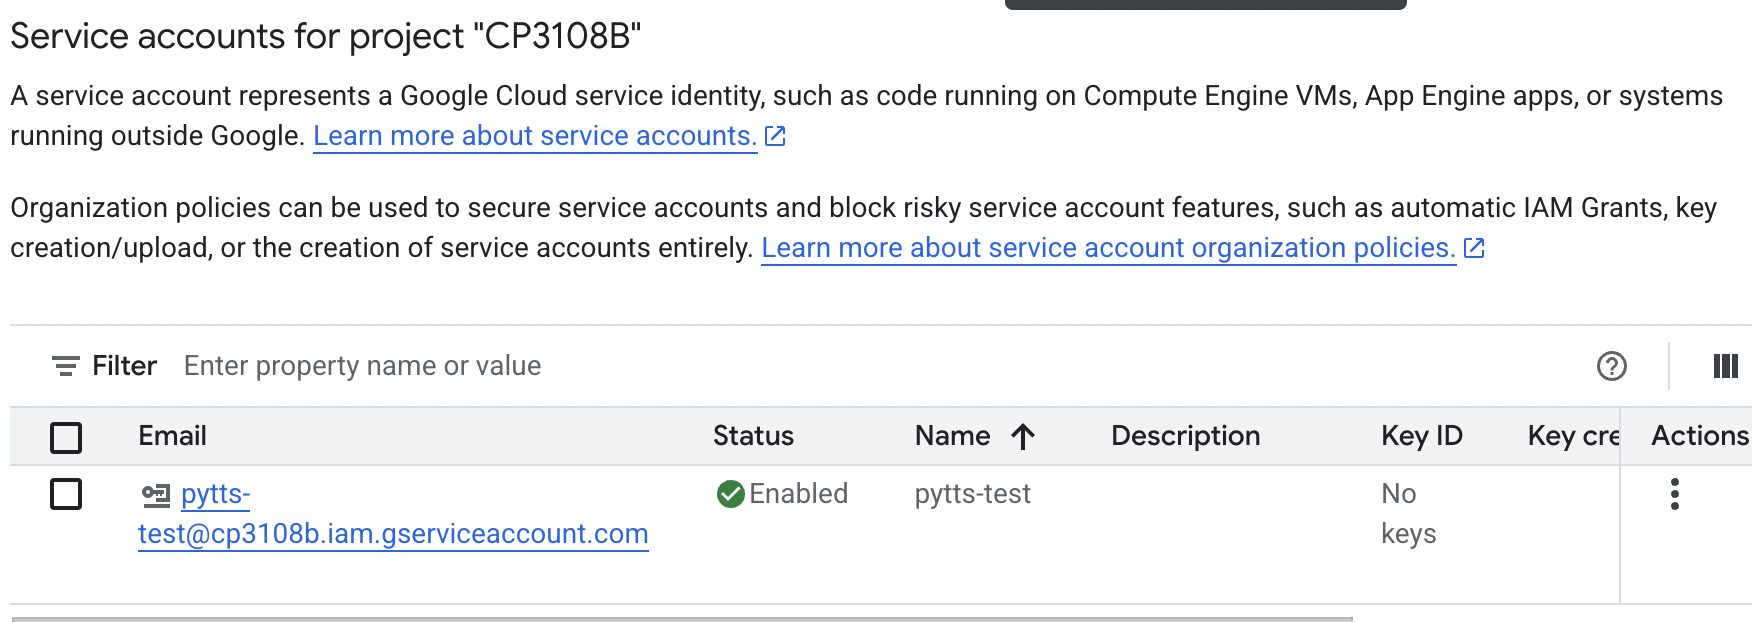 Service accounts for project "CP3108B"
A service account represents a Google Cloud service identity, such as code running on Compute Engine VMs, App Engine apps, or systems
running outside Google. Learn more about service accounts.
Organization policies can be used to secure service accounts and block risky service account features, such as automatic IAM Grants, key
creation/upload, or the creation of service accounts entirely. Learn more about service account organization policies.
Filter Enter property name or value
Email Status Name Description Key ID Key cre Actions
pytts- Enabled pytts-test No
test@cp3108b.iam.gserviceaccount.com keys